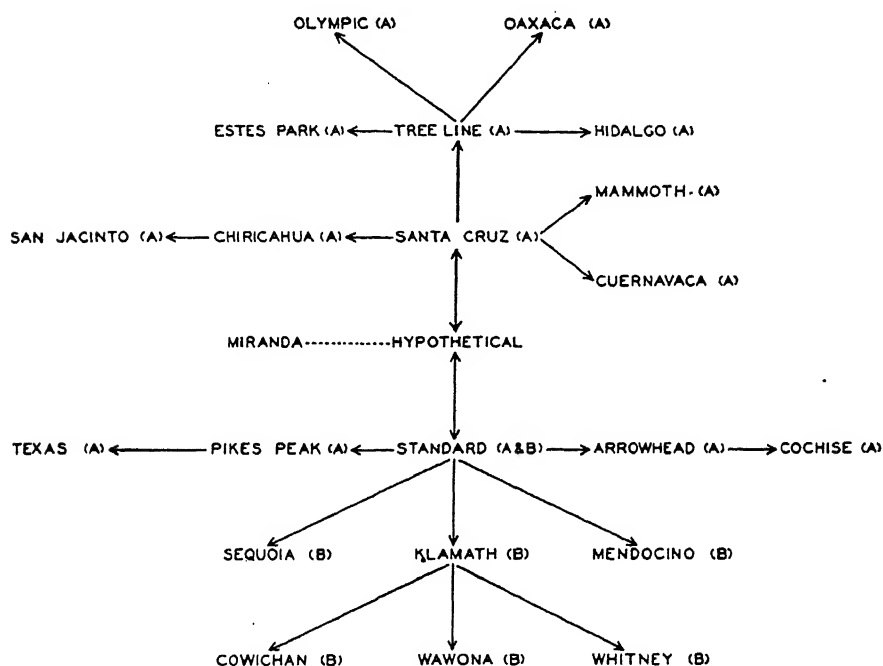 OLYMPIC (A) OAXACA (A)
ESTES PARK (A) TREE LINE (A) HIDALGO (A)
MAMMOTH. (A)
SAN JACINTO (A) CHIRICAHUA (A) SANTA CRUZ (A)
CUERNAVACA (A)
MIRANDA HYPOTHETICAL
TEXAS (A) PIKES PEAK (A) STANDARD (A&B) ARROWHEAD (A) COCHISE (A)
SEQUOIA (B) KLAMATH (B) MENDOCINO (B)
COWICHAN (B) WAWONA (B) WHITNEY (B)